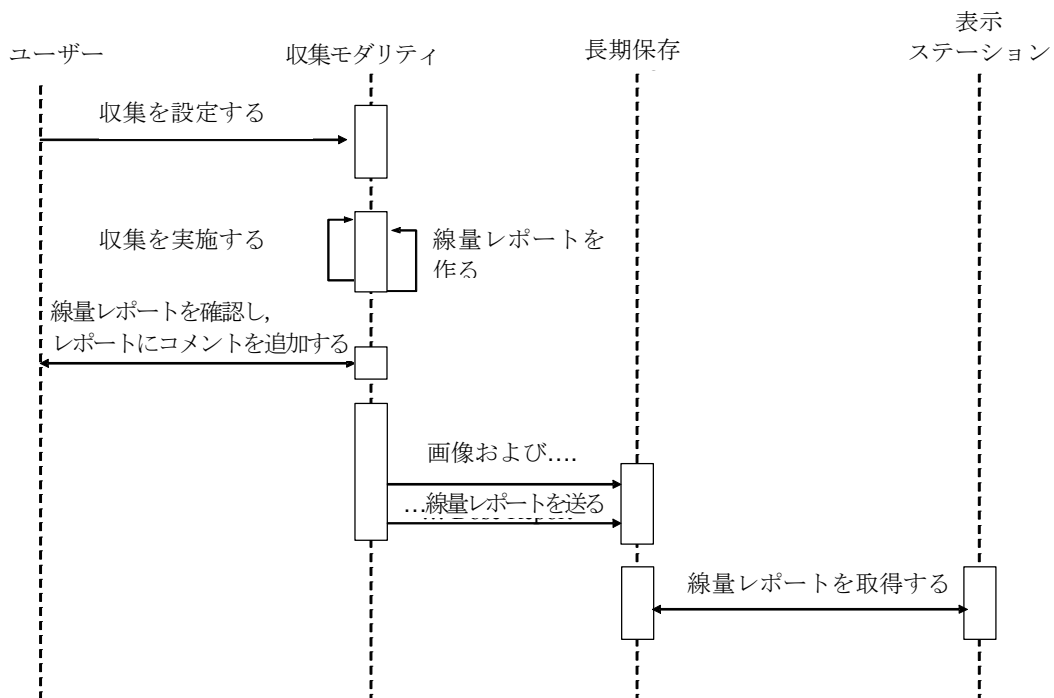 ユーザー
収集モダリティ
長期保存
表示
ステーション
収集を設定する
収集を実施する
線量レポートを
作る
線量レポートを確認し,
レポートにコメントを追加する
画像および….
…線量レポートを送る
線量レポートを取得する